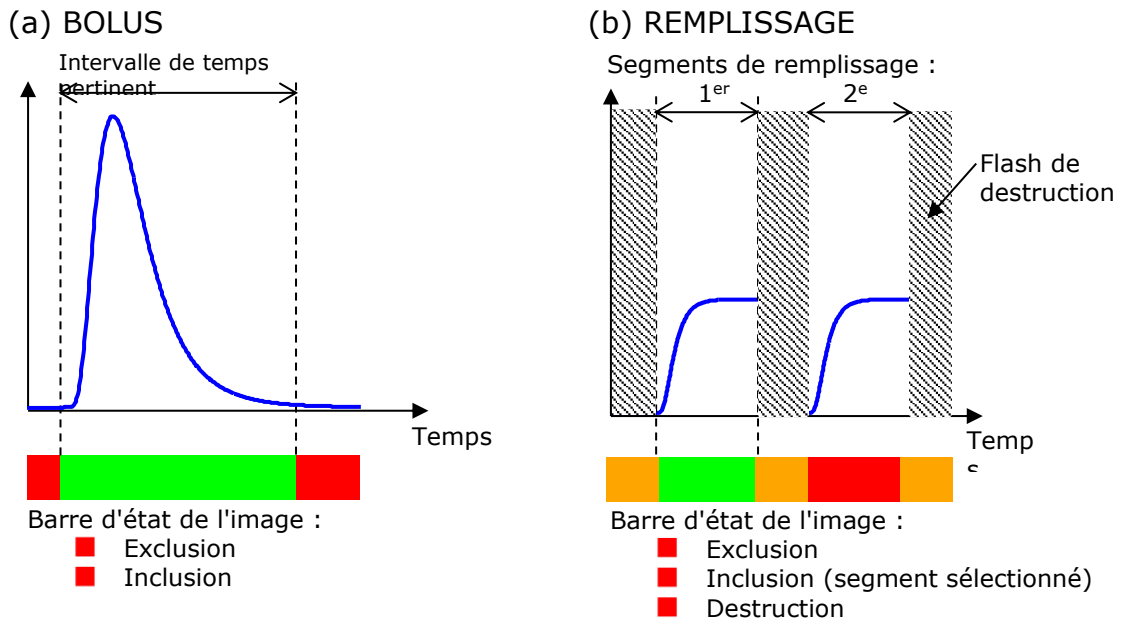 (a) BOLUS
Intervalle de temps
pertinent
Temps
Barre d'état de l'image :
Exclusion
Inclusion
(b) REMPLISSAGE
Segments de remplissage :
1er
2e
Flash de
destruction
Temp
s
Barre d'état de l'image :
Exclusion
Inclusion (segment sélectionné)
Destruction